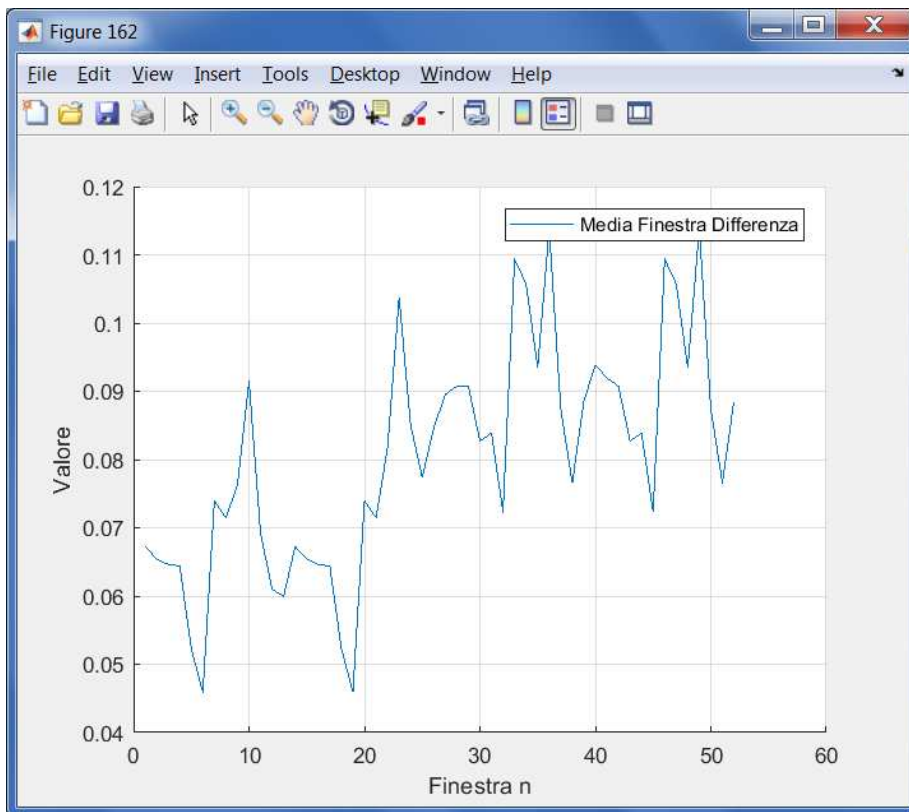 Figure 162
File Edit View Insert Tools Desktop Window Help
0.12
Media Finestra Differenza
0.11
0.1
0.09
0.08
0.07
0.06
0.05
0.04
Valore
0 10 20 30 40 50 60
Finestra n